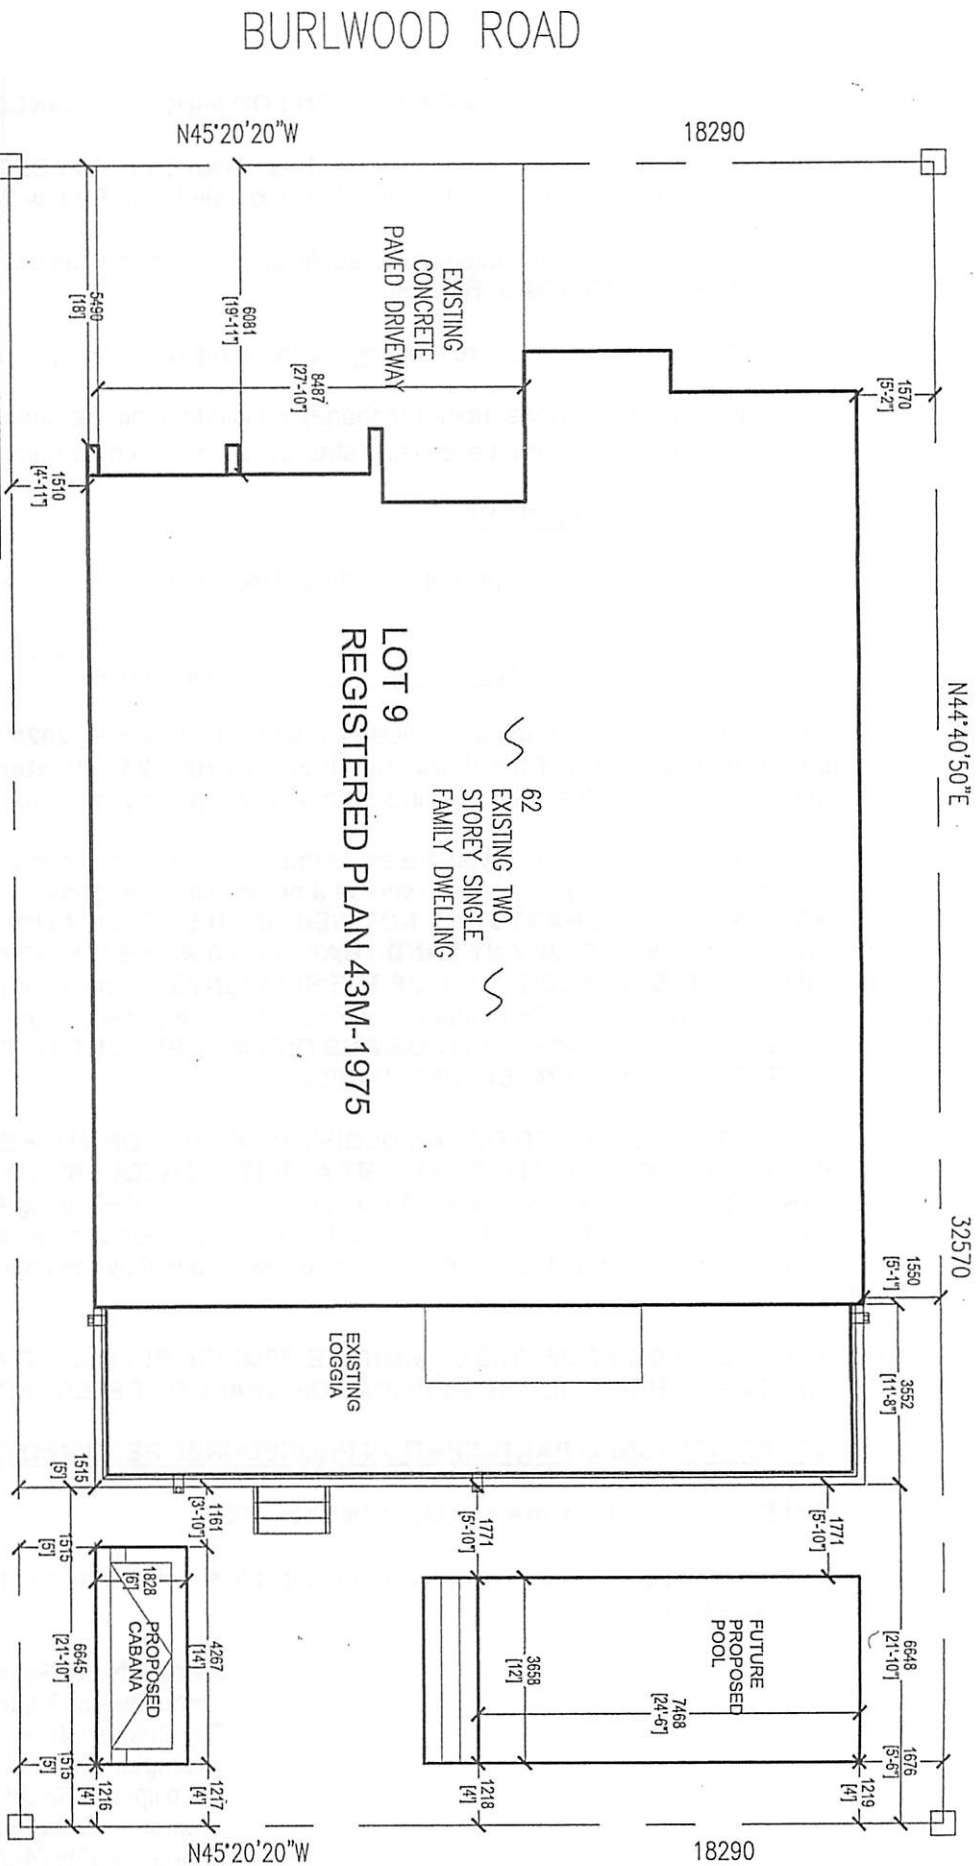 BURLWOOD ROAD
N45°20'20"W
18290
EXISTING
CONCRETE
PAVED DRIVEWAY
5490
[18']
6081
[19'-11"]
8487
[27'-10"]
1570
[5'-2"]
1510
[4'-11"]
N44°40'50"E
32570
LOT 9
REGISTERED PLAN 43M-1975
62
EXISTING TWO
STOREY SINGLE
FAMILY DWELLING
1550
[5'-1"]
3552
[11'-8"]
EXISTING
LOGGIA
1515
[5']
1161
[3'-10"]
1771
[5'-10"]
1771
[5'-10"]
1515
[5']
1828
[6']
PROPOSED
CABANA
6645
[21'-10"]
4267
[14']
3658
[12']
FUTURE
PROPOSED
POOL
7468
[24'-6"]
6648
[21'-10"]
1676
[5'-6"]
1515
[5']
1216
[4']
1217
[4']
1218
[4']
1219
[4']
N45°20'20"W
18290